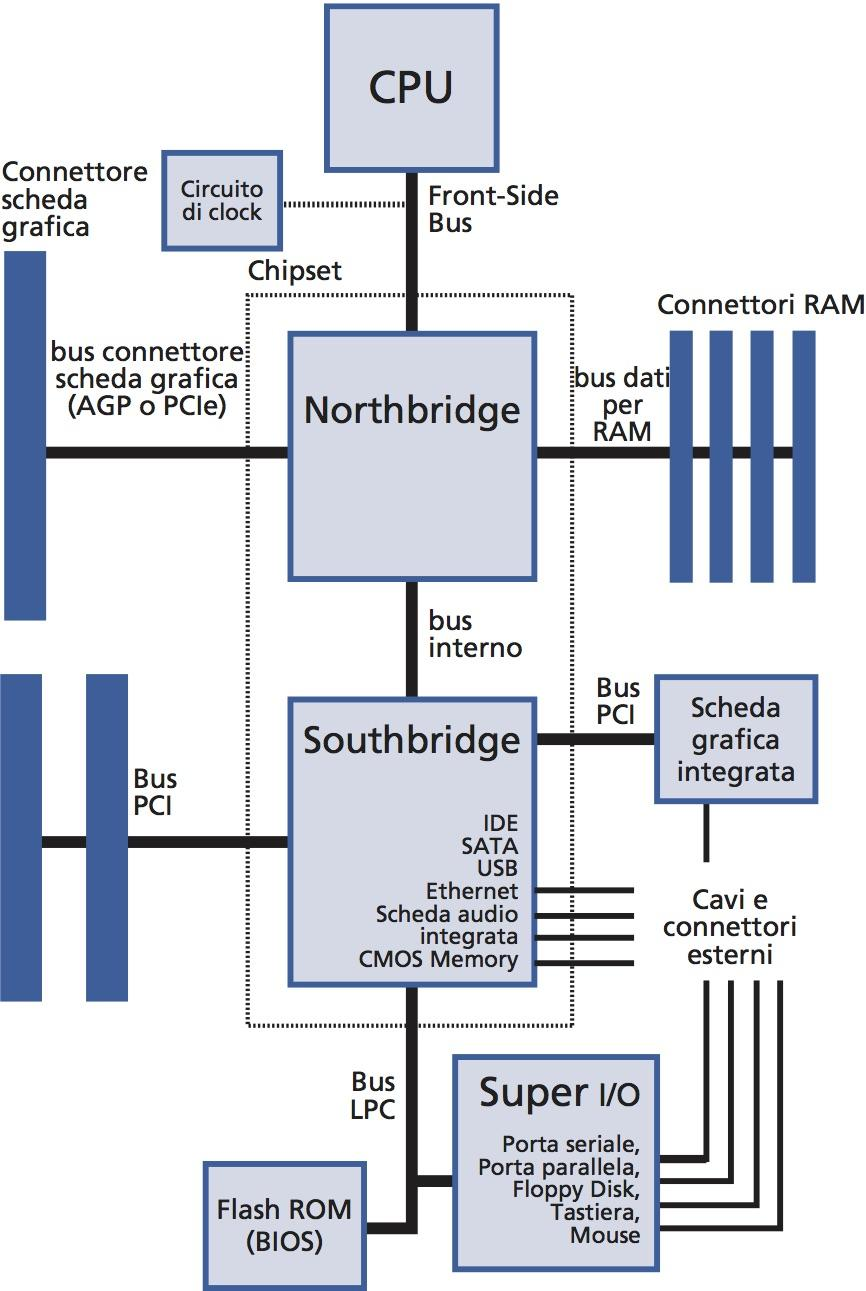 CPU
Connettore
scheda
grafica
Circuito
di clock
Front-Side
Bus
Chipset
Connettori RAM
bus connettore
scheda grafica
(AGP o PCIe)
Northbridge
bus dati
per
RAM
bus
interno
Southbridge
Bus
PCI
Scheda
grafica
integrata
Bus
PCI
IDE
SATA
USB
Ethernet
Scheda audio
integrata
CMOS Memory
Cavi e
connettori
esterni
Bus
LPC
Super I/O
Porta seriale,
Porta parallela,
Floppy Disk,
Tastiera,
Mouse
Flash ROM
(BIOS)